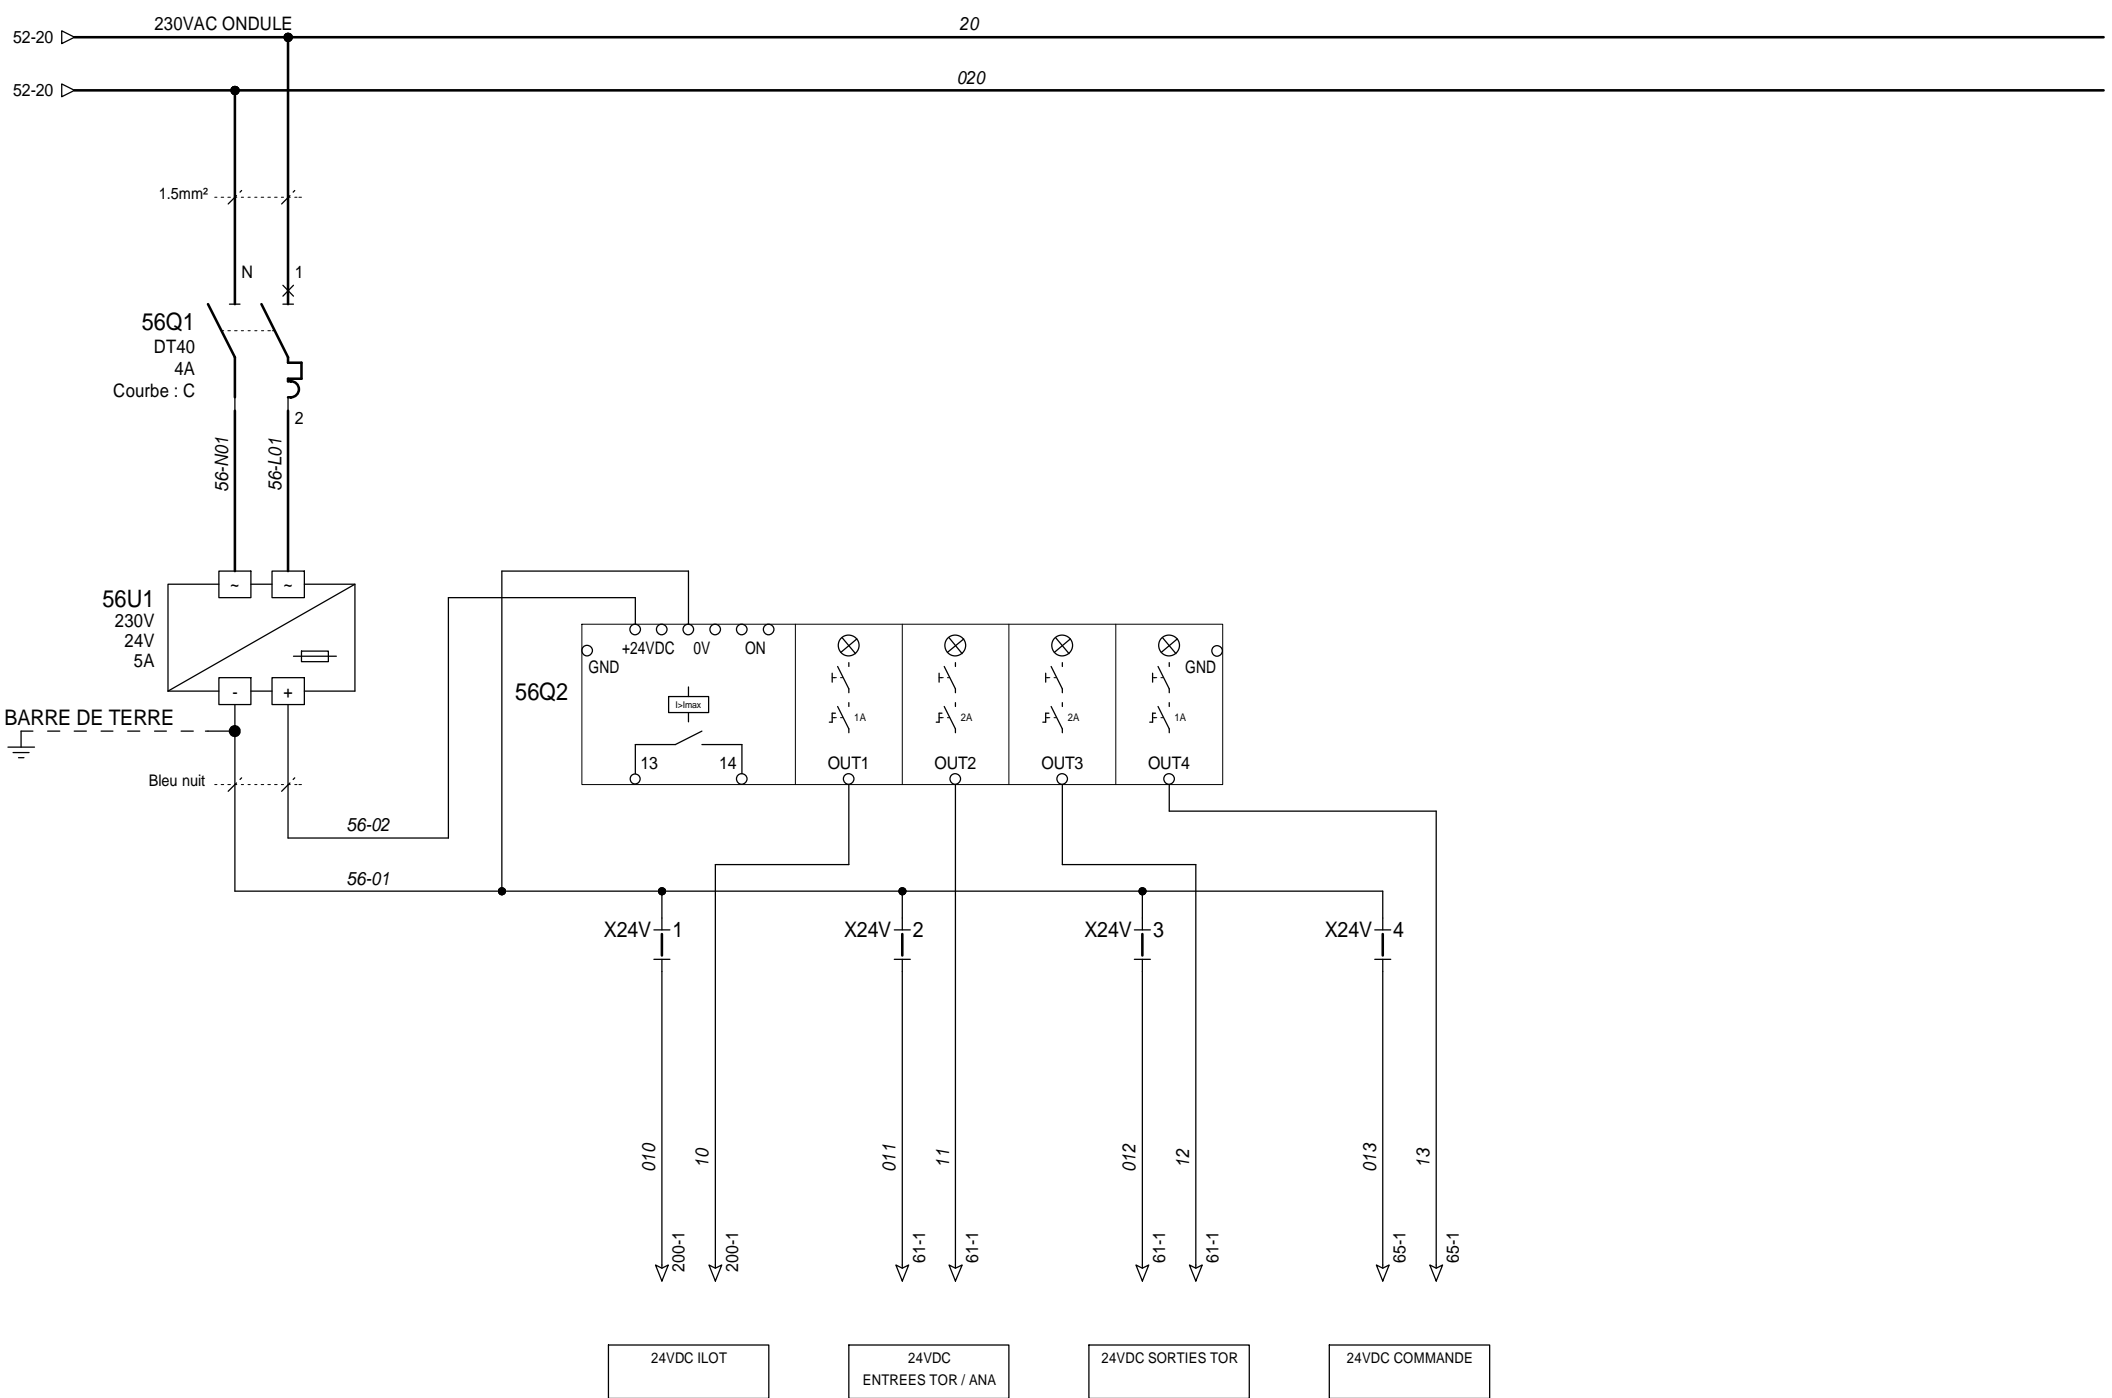 230VAC ONDULE
20
52-20
020
52-20
1.5mm²
N
1
56Q1
DT40
4A
Courbe : C
2
56-N01
56-L01
~
~
56U1
230V
24V
5A
-
+
BARRE DE TERRE
Bleu nuit
56-02
56-01
56Q2
+24VDC
0V
ON
GND
GND
I>Imax
13
14
1A
2A
2A
1A
OUT1
OUT2
OUT3
OUT4
X24V
1
X24V
2
X24V
3
X24V
4
010
10
011
11
012
12
013
13
200-1
200-1
61-1
61-1
61-1
61-1
65-1
65-1
24VDC ILOT
24VDC
ENTREES TOR / ANA
24VDC SORTIES TOR
24VDC COMMANDE